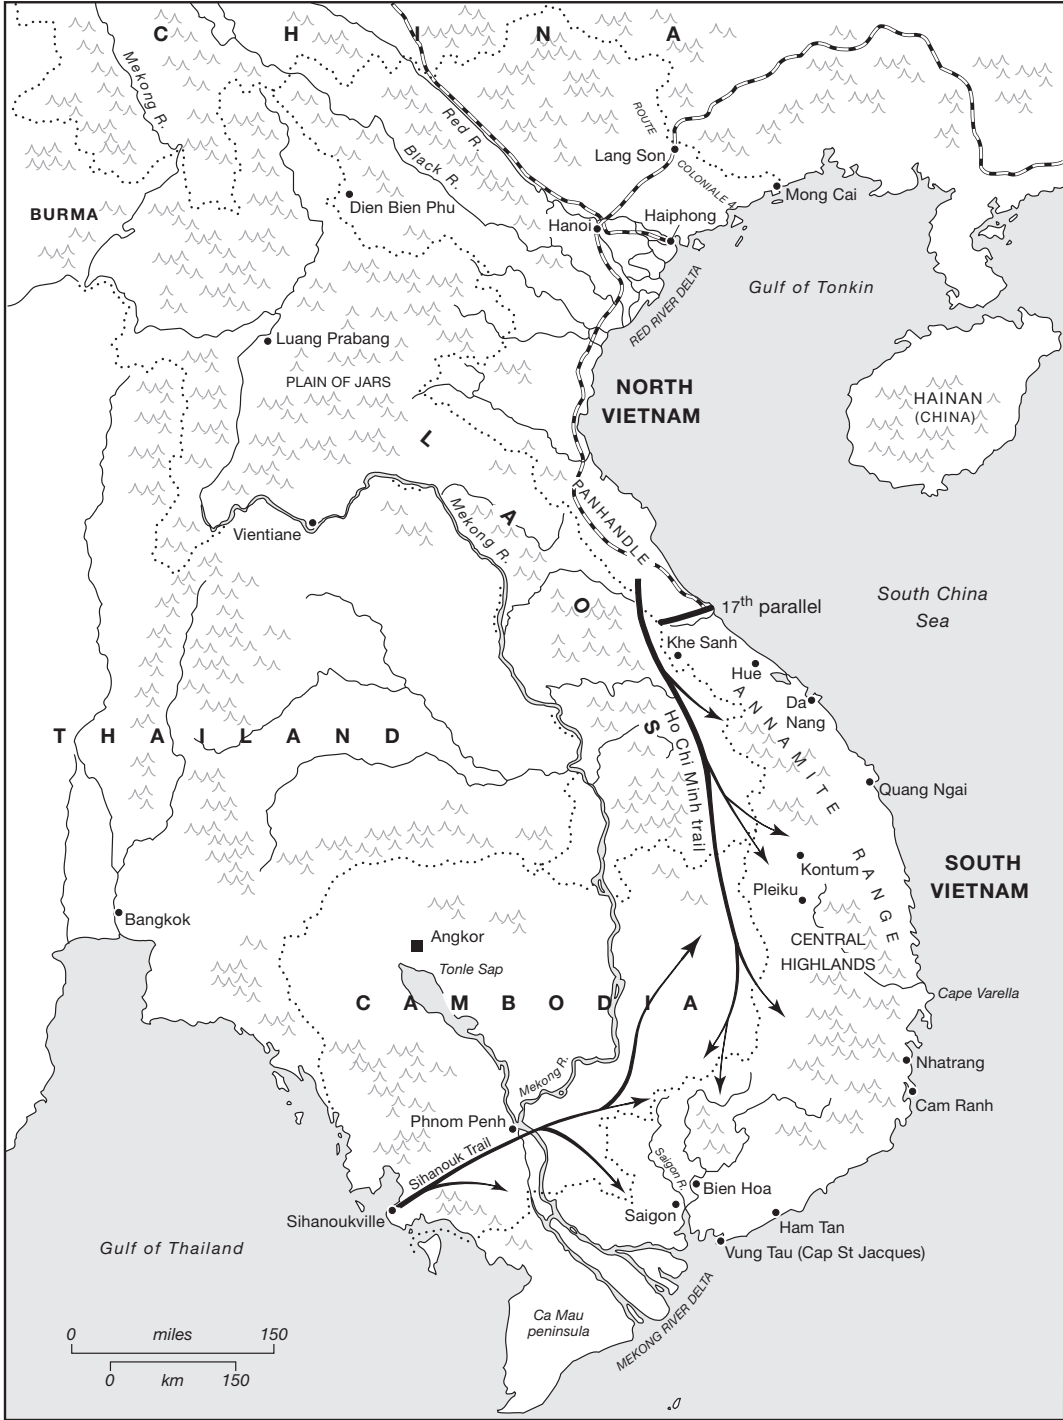 C H I N A
Mekong R.
Red R.
Black R.
ROUTE
COLONIALE 4
Lang Son
Mong Cai
BURMA
Dien Bien Phu
Hanoi
Haiphong
RED RIVER DELTA
Gulf of Tonkin
Luang Prabang
PLAIN OF JARS
NORTH
VIETNAM
HAINAN
(CHINA)
L A O S
PANHANDLE
Mekong R.
Vientiane
17th parallel
South China
Sea
Khe Sanh
Hue
Da
Nang
ANNAMITE RANGE
Ho Chi Minh trail
THAILAND
Quang Ngai
Kontum
Pleiku
SOUTH
VIETNAM
Bangkok
Angkor
Tonle Sap
CENTRAL
HIGHLANDS
Cape Varella
CAMBODIA
Nhatrang
Cam Ranh
Mekong R.
Phnom Penh
Sihanouk Trail
Saigon R.
Bien Hoa
Sihanoukville
Saigon
Ham Tan
Vung Tau (Cap St Jacques)
Gulf of Thailand
Ca Mau
peninsula
MEKONG RIVER DELTA
0 miles 150
0 km 150